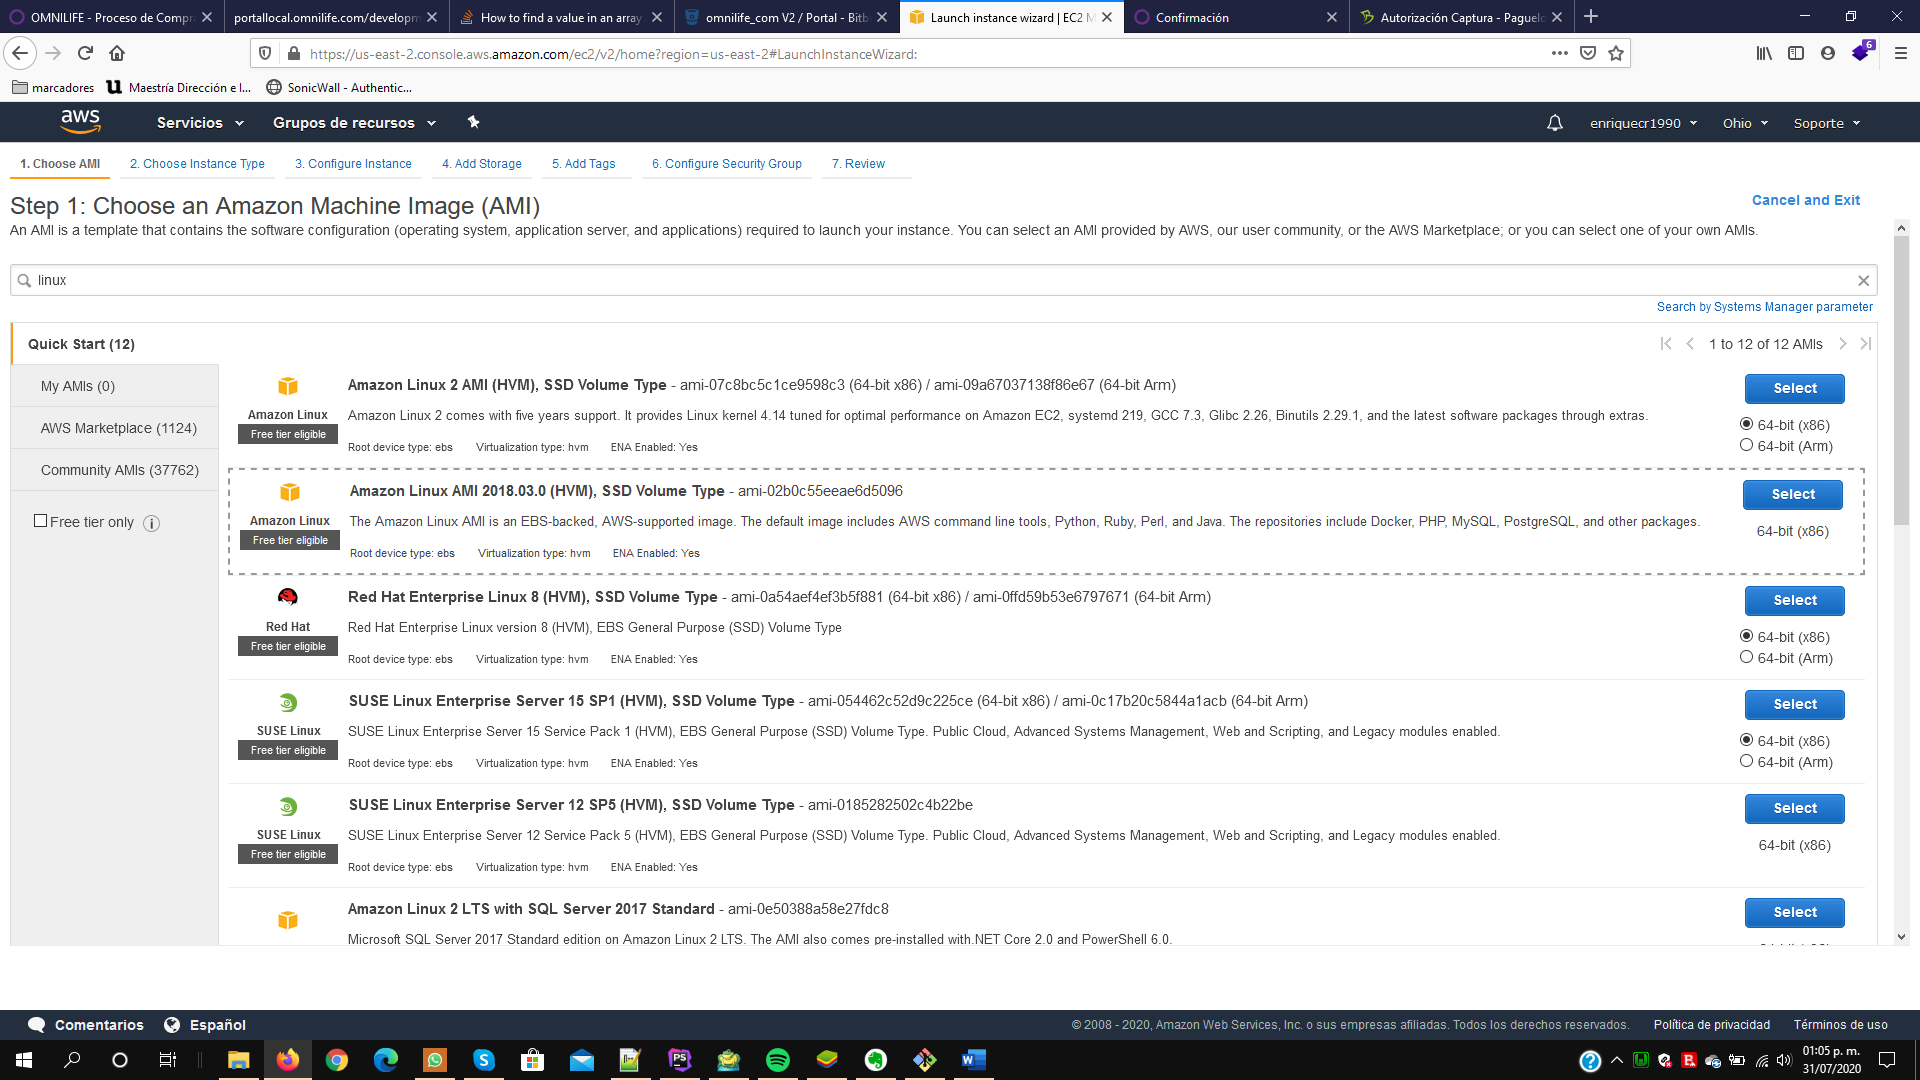 OMNILIFE - Proceso de Compr
portallocal.omnilife.com/developm
How to find a value in an array
omnilife_com V2 / Portal - Bitb
Launch instance wizard | EC2 M
Confirmación
Autorización Captura - Paguelo
https://us-east-2.console.aws.amazon.com/ec2/v2/home?region=us-east-2#LaunchInstanceWizard:
6
marcadores
Maestría Dirección e I...
SonicWall - Authentic...
aws
Servicios
Grupos de recursos
enriquecr1990
Ohio
Soporte
1. Choose AMI
2. Choose Instance Type
3. Configure Instance
4. Add Storage
5. Add Tags
6. Configure Security Group
7. Review
Step 1: Choose an Amazon Machine Image (AMI)
Cancel and Exit
An AMI is a template that contains the software configuration (operating system, application server, and applications) required to launch your instance. You can select an AMI provided by AWS, our user community, or the AWS Marketplace; or you can select one of your own AMIs.
linux
Search by Systems Manager parameter
Quick Start (12)
1 to 12 of 12 AMIs
My AMIs (0)
AWS Marketplace (1124)
Community AMIs (37762)
Free tier only
Amazon Linux
Free tier eligible
Amazon Linux 2 AMI (HVM), SSD Volume Type - ami-07c8bc5c1ce9598c3 (64-bit x86) / ami-09a67037138f86e67 (64-bit Arm)
Amazon Linux 2 comes with five years support. It provides Linux kernel 4.14 tuned for optimal performance on Amazon EC2, systemd 219, GCC 7.3, Glibc 2.26, Binutils 2.29.1, and the latest software packages through extras.
Root device type: ebs Virtualization type: hvm ENA Enabled: Yes
Select
64-bit (x86)
64-bit (Arm)
Amazon Linux
Free tier eligible
Amazon Linux AMI 2018.03.0 (HVM), SSD Volume Type - ami-02b0c55eeae6d5096
The Amazon Linux AMI is an EBS-backed, AWS-supported image. The default image includes AWS command line tools, Python, Ruby, Perl, and Java. The repositories include Docker, PHP, MySQL, PostgreSQL, and other packages.
Root device type: ebs Virtualization type: hvm ENA Enabled: Yes
Select
64-bit (x86)
Red Hat
Free tier eligible
Red Hat Enterprise Linux 8 (HVM), SSD Volume Type - ami-0a54aef4ef3b5f881 (64-bit x86) / ami-0ffd59b53e6797671 (64-bit Arm)
Red Hat Enterprise Linux version 8 (HVM), EBS General Purpose (SSD) Volume Type
Root device type: ebs Virtualization type: hvm ENA Enabled: Yes
Select
64-bit (x86)
64-bit (Arm)
SUSE Linux
Free tier eligible
SUSE Linux Enterprise Server 15 SP1 (HVM), SSD Volume Type - ami-054462c52d9c225ce (64-bit x86) / ami-0c17b20c5844a1acb (64-bit Arm)
SUSE Linux Enterprise Server 15 Service Pack 1 (HVM), EBS General Purpose (SSD) Volume Type. Public Cloud, Advanced Systems Management, Web and Scripting, and Legacy modules enabled.
Root device type: ebs Virtualization type: hvm ENA Enabled: Yes
Select
64-bit (x86)
64-bit (Arm)
SUSE Linux
Free tier eligible
SUSE Linux Enterprise Server 12 SP5 (HVM), SSD Volume Type - ami-0185282502c4b22be
SUSE Linux Enterprise Server 12 Service Pack 5 (HVM), EBS General Purpose (SSD) Volume Type. Public Cloud, Advanced Systems Management, Web and Scripting, and Legacy modules enabled.
Root device type: ebs Virtualization type: hvm ENA Enabled: Yes
Select
64-bit (x86)
Amazon Linux 2 LTS with SQL Server 2017 Standard - ami-0e50388a58e27fdc8
Microsoft SQL Server 2017 Standard edition on Amazon Linux 2 LTS. The AMI also comes pre-installed with.NET Core 2.0 and PowerShell 6.0.
Select
Comentarios
Español
© 2008 - 2020, Amazon Web Services, Inc. o sus empresas afiliadas. Todos los derechos reservados.
Política de privacidad
Términos de uso
01:05 p. m.
31/07/2020